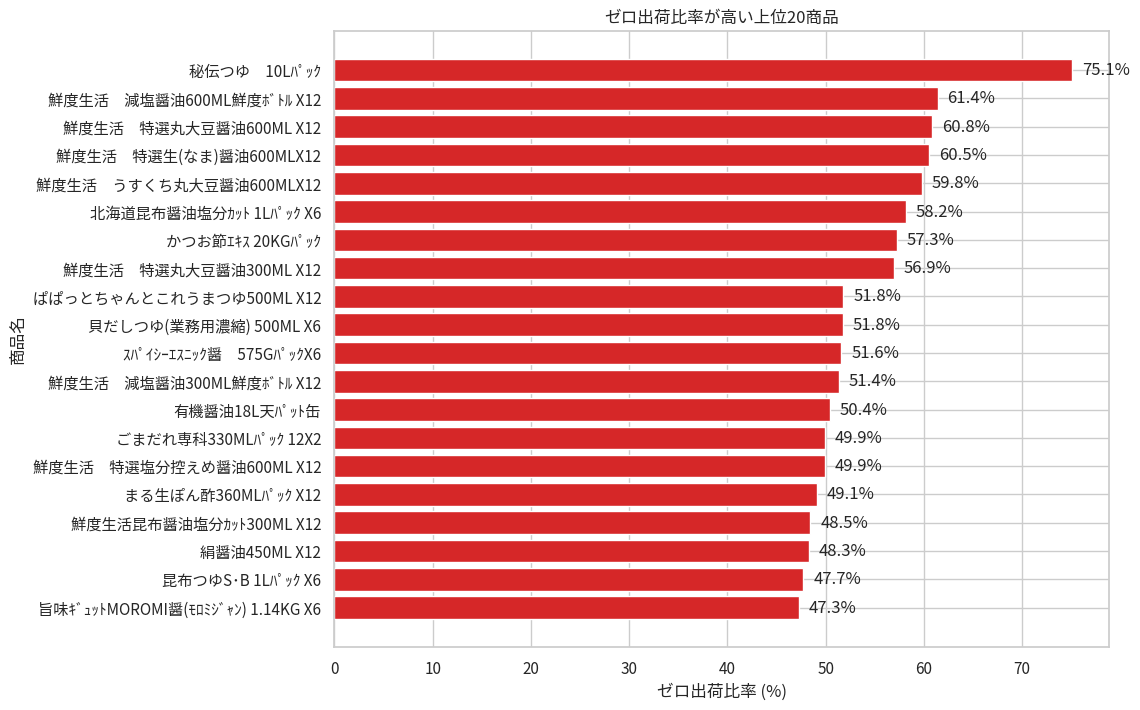 ゼロ出荷比率が高い上位20商品
商品名
秘伝つゆ　10Lﾊﾟｯｸ 75.1%
鮮度生活　減塩醤油600ML鮮度ﾎﾞﾄﾙ X12 61.4%
鮮度生活　特選丸大豆醤油600ML X12 60.8%
鮮度生活　特選生(なま)醤油600MLX12 60.5%
鮮度生活　うすくち丸大豆醤油600MLX12 59.8%
北海道昆布醤油塩分ｶｯﾄ 1Lﾊﾟｯｸ X6 58.2%
かつお節ｴｷｽ 20KGﾊﾟｯｸ 57.3%
鮮度生活　特選丸大豆醤油300ML X12 56.9%
ぱぱっとちゃんとこれうまつゆ500ML X12 51.8%
貝だしつゆ(業務用濃縮) 500ML X6 51.8%
ｽﾊﾟｲｼｰｴｽﾆｯｸ醤　575GﾊﾟｯｸX6 51.6%
鮮度生活　減塩醤油300ML鮮度ﾎﾞﾄﾙ X12 51.4%
有機醤油18L天ﾊﾟｯﾄ缶 50.4%
ごまだれ専科330MLﾊﾟｯｸ 12X2 49.9%
鮮度生活　特選塩分控えめ醤油600ML X12 49.9%
まる生ぽん酢360MLﾊﾟｯｸ X12 49.1%
鮮度生活昆布醤油塩分ｶｯﾄ300ML X12 48.5%
絹醤油450ML X12 48.3%
昆布つゆS･B 1Lﾊﾟｯｸ X6 47.7%
旨味ｷﾞｭｯﾄMOROMI醤(ﾓﾛﾐｼﾞｬﾝ) 1.14KG X6 47.3%
0 10 20 30 40 50 60 70
ゼロ出荷比率 (%)